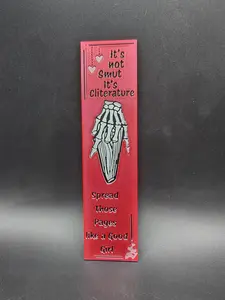 It's
not
Smut
It's
Cliterature
Spread
those
Pages
like a Good
Girl